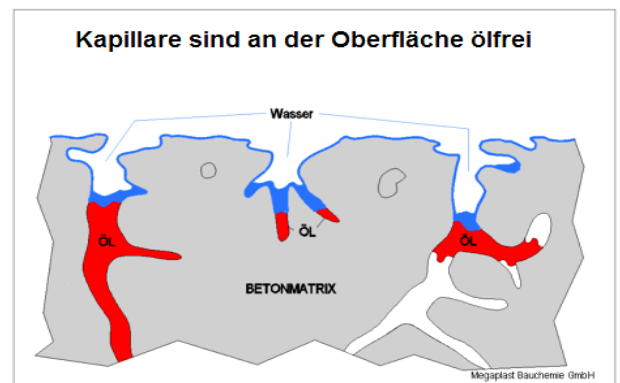 Kapillare sind an der Oberfläche ölfrei
Wasser
ÖL
ÖL
ÖL
BETONMATRIX
Megaplast Bauchemie GmbH